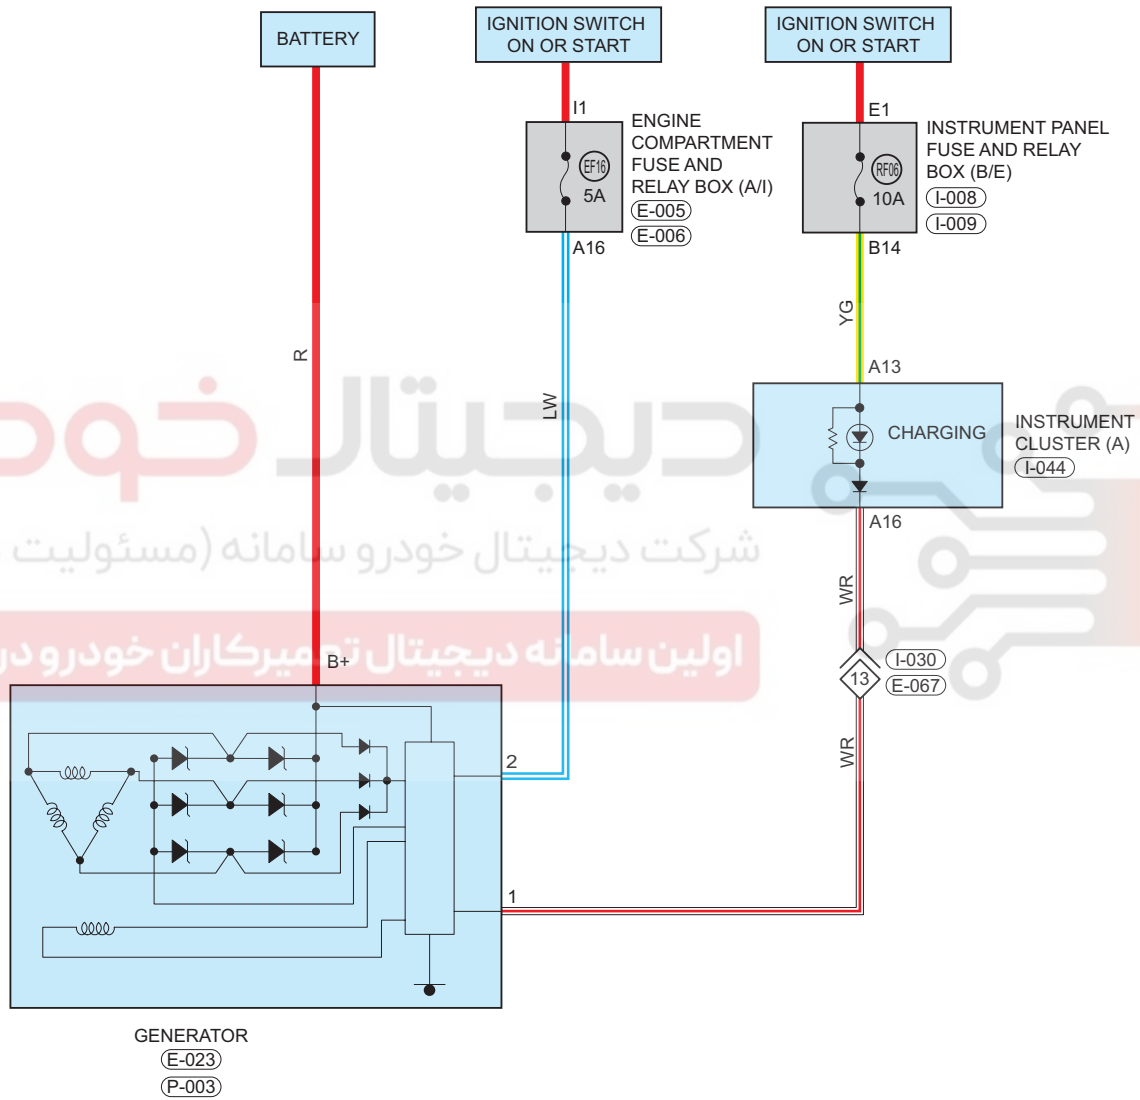 BATTERY
IGNITION SWITCH
ON OR START
IGNITION SWITCH
ON OR START
I1
EF16
5A
A16
ENGINE
COMPARTMENT
FUSE AND
RELAY BOX (A/I)
E-005
E-006
E1
RF06
10A
B14
INSTRUMENT PANEL
FUSE AND RELAY
BOX (B/E)
I-008
I-009
R
LW
YG
A13
CHARGING
INSTRUMENT
CLUSTER (A)
I-044
A16
دیجیتال خود
شرکت دیجیتال خودرو سامانه (مسئولیت
WR
اولین سامانه دیجیتال تعمیرکاران خودرو در
B+
13
I-030
E-067
WR
2
1
GENERATOR
E-023
P-003